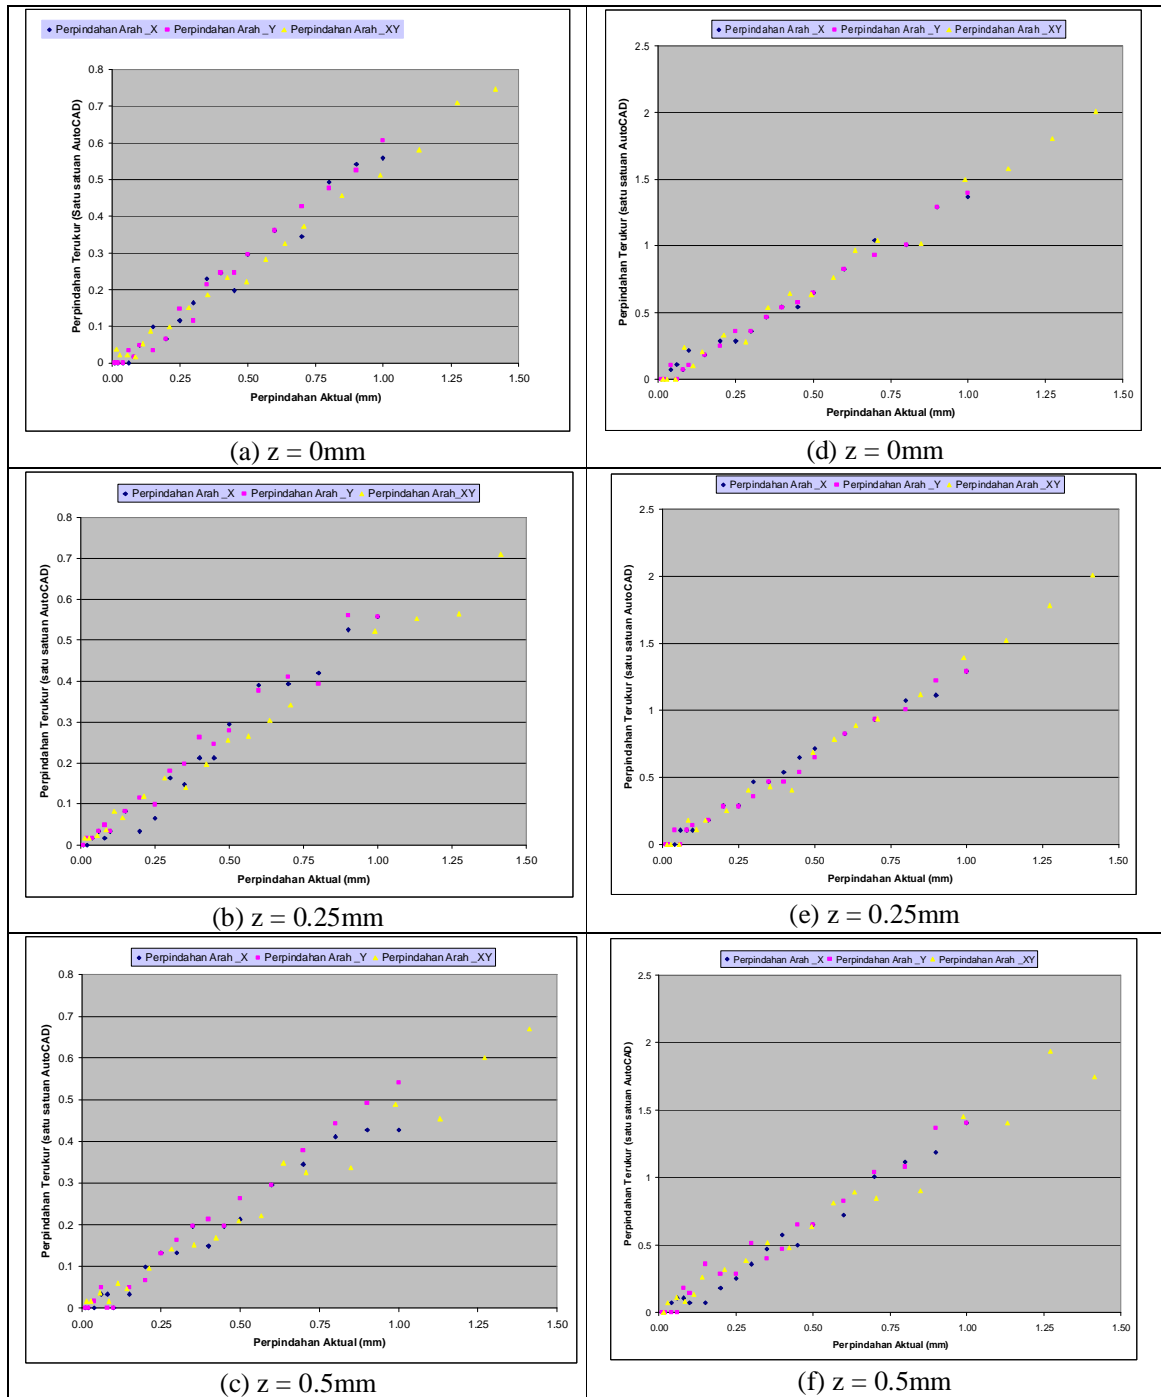 Perpindahan Arah _X Perpindahan Arah _Y Perpindahan Arah _XY
Perpindahan Terukur (Satu satuan AutoCAD)
0.8
0.7
0.6
0.5
0.4
0.3
0.2
0.1
0
0.00 0.25 0.50 0.75 1.00 1.25 1.50
Perpindahan Aktual (mm)
(a) z = 0mm
Perpindahan Arah _X Perpindahan Arah _Y Perpindahan Arah _XY
Perpindahan Terukur (satu satuan AutoCAD)
2.5
2
1.5
1
0.5
0
0.00 0.25 0.50 0.75 1.00 1.25 1.50
Perpindahan Aktual (mm)
(d) z = 0mm
Perpindahan Arah _X Perpindahan Arah _Y Perpindahan Arah_XY
Perpindahan Terukur (satu satuan AutoCAD)
0.8
0.7
0.6
0.5
0.4
0.3
0.2
0.1
0
0.00 0.25 0.50 0.75 1.00 1.25 1.50
Perpindahan Aktual (mm)
(b) z = 0.25mm
Perpindahan Arah _X Perpindahan Arah _Y Perpindahan Arah _XY
Perpindahan Terukur (satu satuan AutoCAD)
2.5
2
1.5
1
0.5
0
0.00 0.25 0.50 0.75 1.00 1.25 1.50
Perpindahan Aktual (mm)
(e) z = 0.25mm
Perpindahan Arah _X Perpindahan Arah _Y Perpindahan Arah _XY
Perpindahan Terukur (satu satuan AutoCAD)
0.8
0.7
0.6
0.5
0.4
0.3
0.2
0.1
0
0.00 0.25 0.50 0.75 1.00 1.25 1.50
Perpindahan Aktual (mm)
(c) z = 0.5mm
Perpindahan Arah _X Perpindahan Arah _Y Perpindahan Arah _XY
Perpindahan Terukur (satu satuan AutoCAD)
2.5
2
1.5
1
0.5
0
0.00 0.25 0.50 0.75 1.00 1.25 1.50
Perpindahan Aktual (mm)
(f) z = 0.5mm